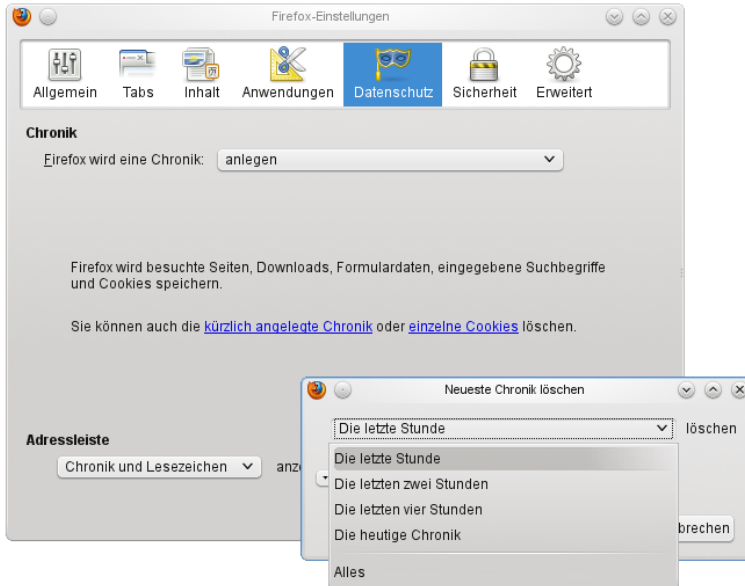 Firefox-Einstellungen
Allgemein Tabs Inhalt Anwendungen Datenschutz Sicherheit Erweitert
Chronik
Firefox wird eine Chronik: anlegen
Firefox wird besuchte Seiten, Downloads, Formulardaten, eingegebene Suchbegriffe
und Cookies speichern.
Sie können auch die kürzlich angelegte Chronik oder einzelne Cookies löschen.
Adressleiste
Chronik und Lesezeichen anz
Neueste Chronik löschen
Die letzte Stunde löschen
Die letzte Stunde
Die letzten zwei Stunden
Die letzten vier Stunden
Die heutige Chronik
Alles
brechen